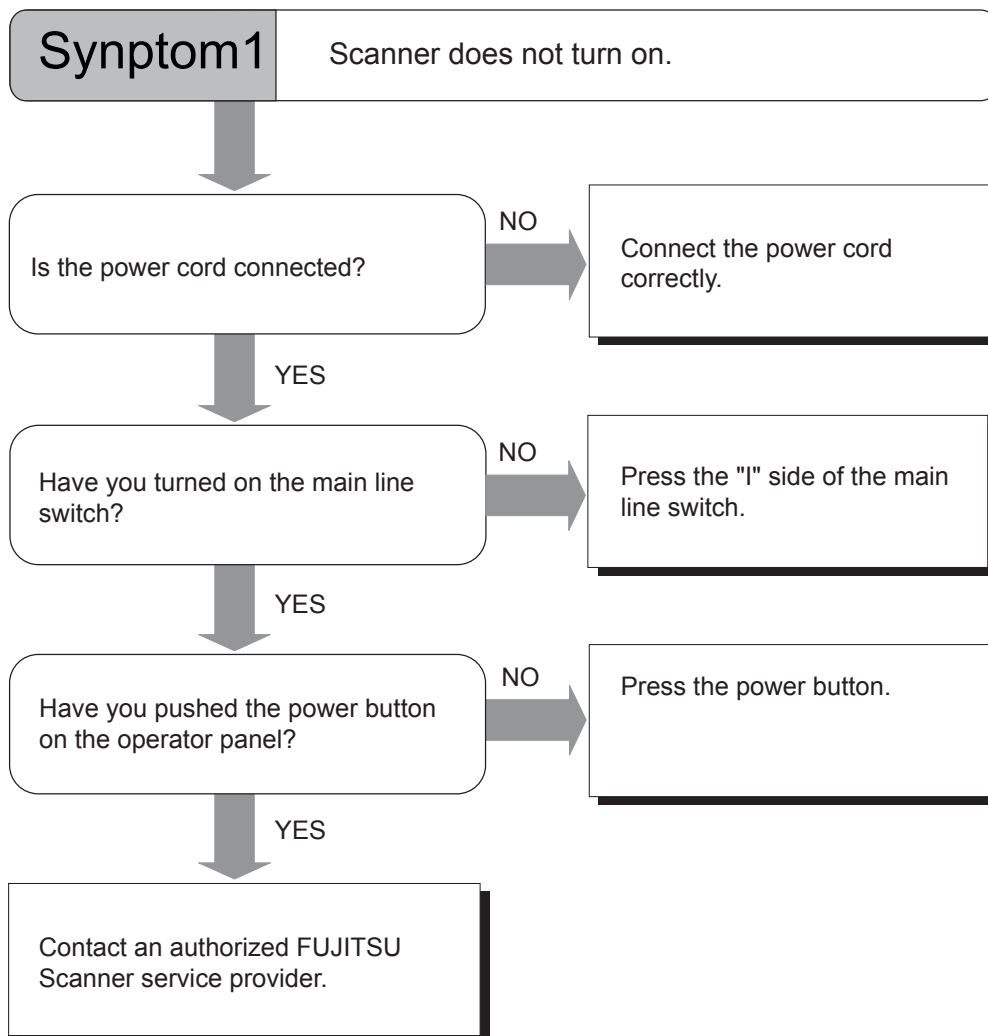 Synptom1
Scanner does not turn on.
Is the power cord connected?
NO
Connect the power cord
correctly.
YES
Have you turned on the main line
switch?
NO
Press the "I" side of the main
line switch.
YES
Have you pushed the power button
on the operator panel?
NO
Press the power button.
YES
Contact an authorized FUJITSU
Scanner service provider.